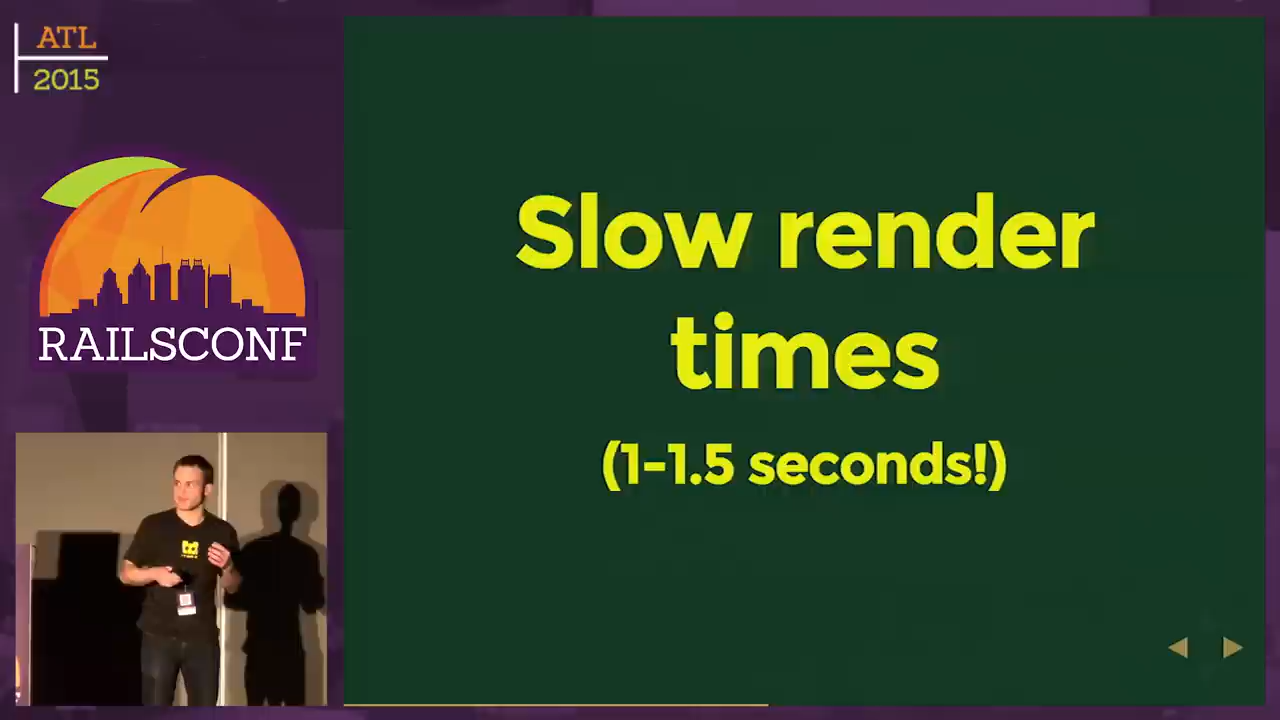 ATL
2015
RAILSCONF
Slow render
times
(1-1.5 seconds!)